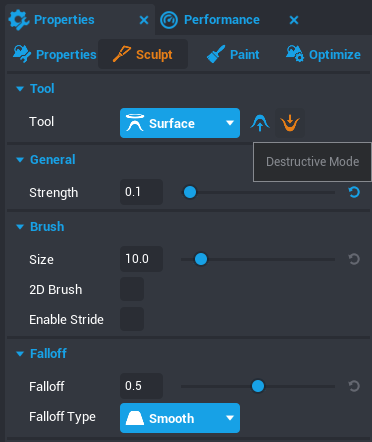 Properties Performance
Properties Sculpt Paint Optimize
Tool
Tool Surface
Destructive Mode
General
Strength 0.1
Brush
Size 10.0
2D Brush
Enable Stride
Falloff
Falloff 0.5
Falloff Type Smooth